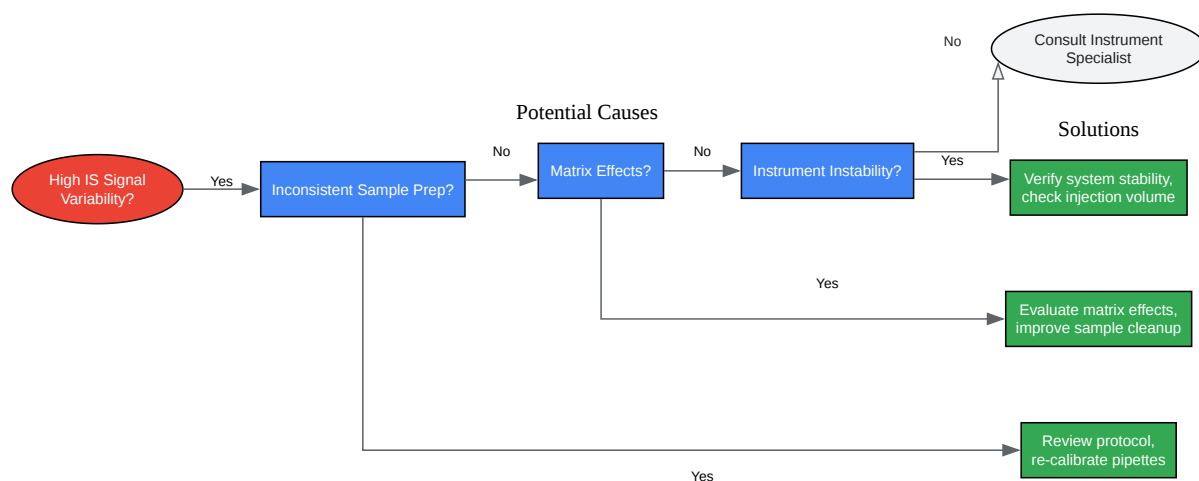 No
Consult Instrument
Specialist
Potential Causes
Solutions
High IS Signal
Variability?
Yes
Inconsistent Sample Prep?
No
Matrix Effects?
No
Instrument Instability?
Yes
Verify system stability,
check injection volume
Yes
Evaluate matrix effects,
improve sample cleanup
Yes
Review protocol,
re-calibrate pipettes